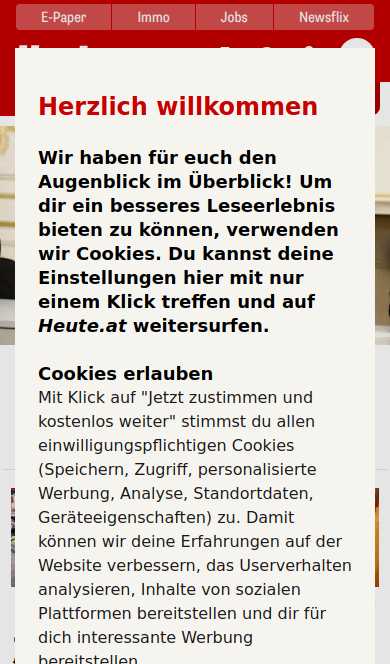 E-Paper
Immo
Jobs
Newsflix
Herzlich willkommen
Wir haben für euch den
Augenblick im Überblick! Um
dir ein besseres Leseerlebnis
bieten zu können, verwenden
wir Cookies. Du kannst deine
Einstellungen hier mit nur
einem Klick treffen und auf
Heute.at weitersurfen.
Cookies erlauben
Mit Klick auf "Jetzt zustimmen und
kostenlos weiter" stimmst du allen
einwilligungspflichtigen Cookies
(Speichern, Zugriff, personalisierte
Werbung, Analyse, Standortdaten,
Geräteeigenschaften) zu. Damit
können wir deine Erfahrungen auf der
Website verbessern, das Userverhalten
analysieren, Inhalte von sozialen
Plattformen bereitstellen und dir für
dich interessante Werbung
bereitstellen